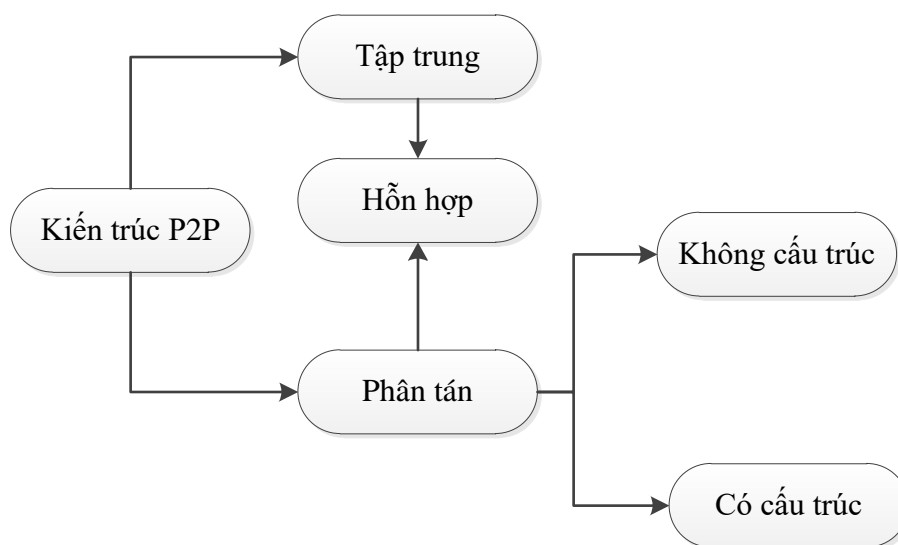 Tập trung
Hỗn hợp
Kiến trúc P2P
Không cấu trúc
Phân tán
Có cấu trúc